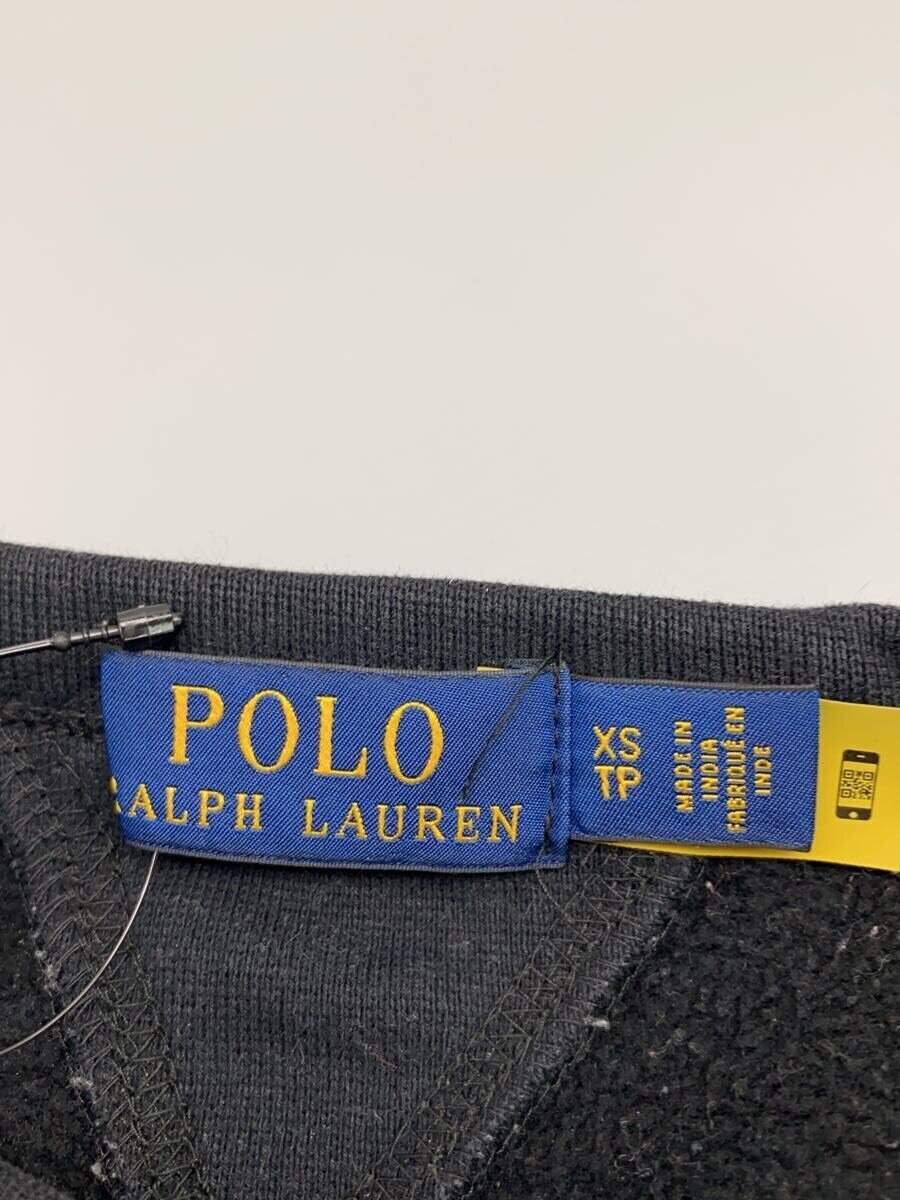 POLO
RALPH LAUREN
XS
TP
MADE IN
INDIA
FABRIQUÉ EN
INDE